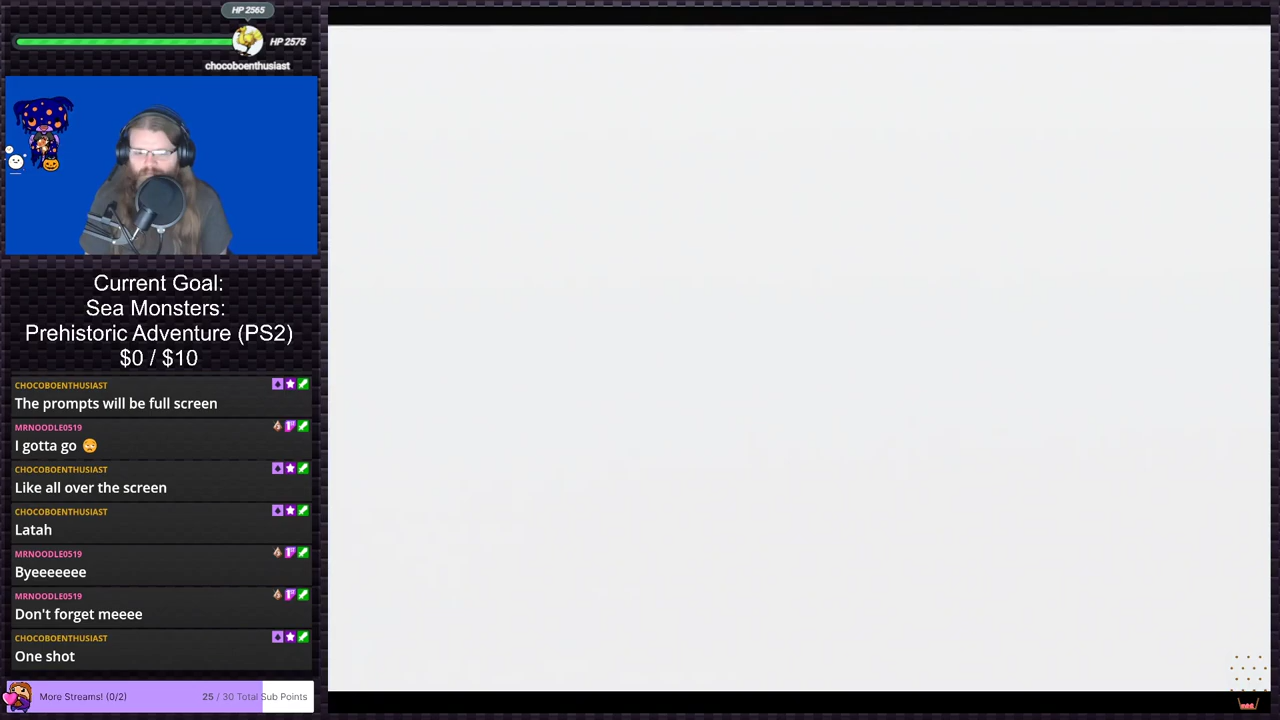 HP 2565
HP 2575
chocoboenthusiast
Current Goal:
Sea Monsters:
Prehistoric Adventure (PS2)
$0 / $10
CHOCOBOENTHUSIAST
The prompts will be full screen
MRNOODLE0519
I gotta go
CHOCOBOENTHUSIAST
Like all over the screen
CHOCOBOENTHUSIAST
Latah
MRNOODLE0519
Byeeeeeee
MRNOODLE0519
Don't forget meeee
CHOCOBOENTHUSIAST
One shot
More Streams! (0/2) 25 / 30 Total Sub Points